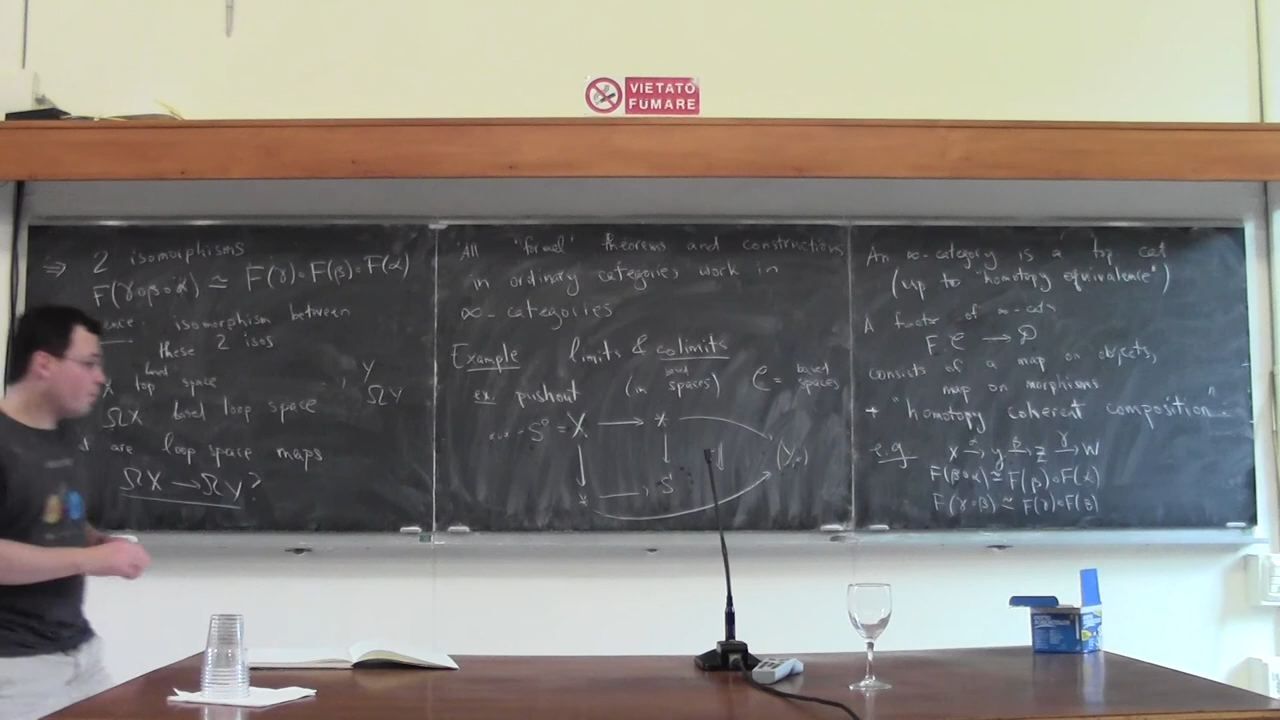 VIETATO
FUMARE
⇒ 2 isomorphisms
F(γ∘β∘α) ≃ F(γ)∘F(β)∘F(α)
isomorphism between
these 2 isos
X loop space
ΩX based loop space
Y
ΩY
are loop space maps
ΩX → ΩY?
All "formal" theorems and constructions
in ordinary categories work in
∞-categories
Example limits & colimits
ex. pushout (in based spaces) C = based spaces
S⁰ = X → *
* → S
An ∞-category is a top cat
(up to "homotopy equivalence")
A functor of ∞-cats
F: C → D
consists of a map on objects,
map on morphisms
+ "homotopy coherent composition"
e.g. x →α y →β z →γ w
F(β∘α) ≃ F(β)∘F(α)
F(γ∘β) ≃ F(γ)∘F(β)